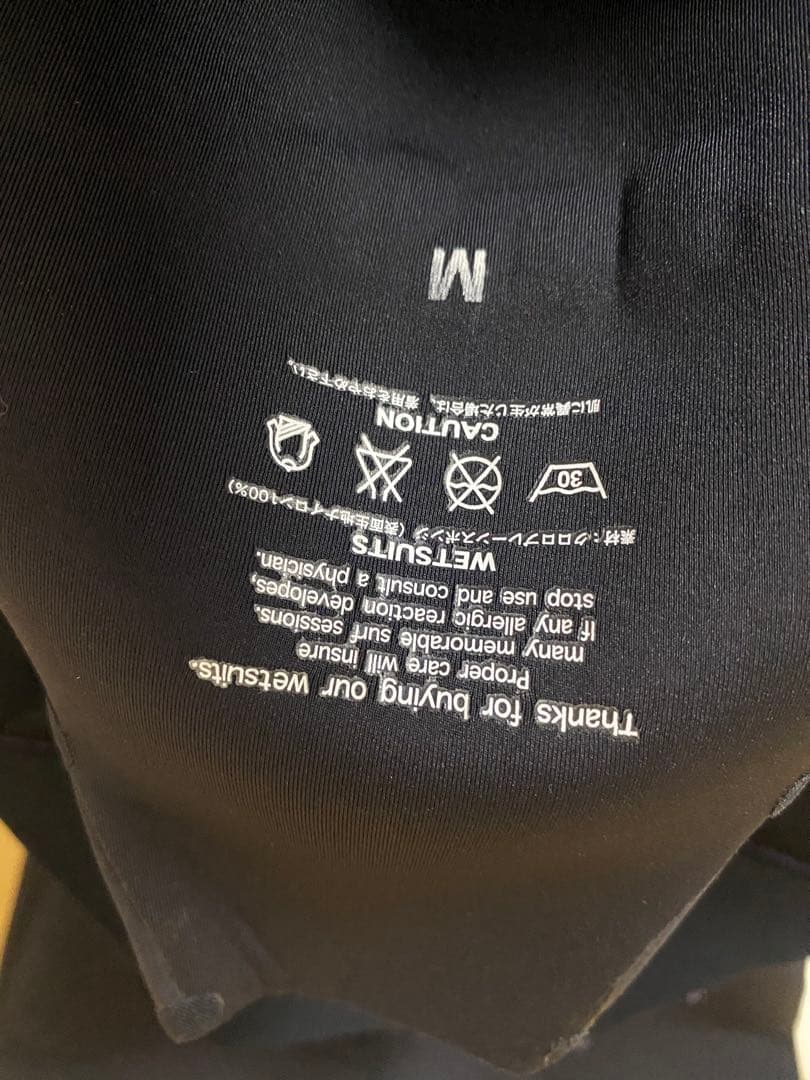 Thanks for buying our wetsuits.
Proper care will insure
many memorable surf sessions.
If any allergic reaction developes,
stop use and consult a physician.
WETSUITS
素材:クロロプレーンスポンジ(表面生地ナイロン100%)
30
CAUTION
肌に異常が生じた場合は、着用をおやめ下さい。
M